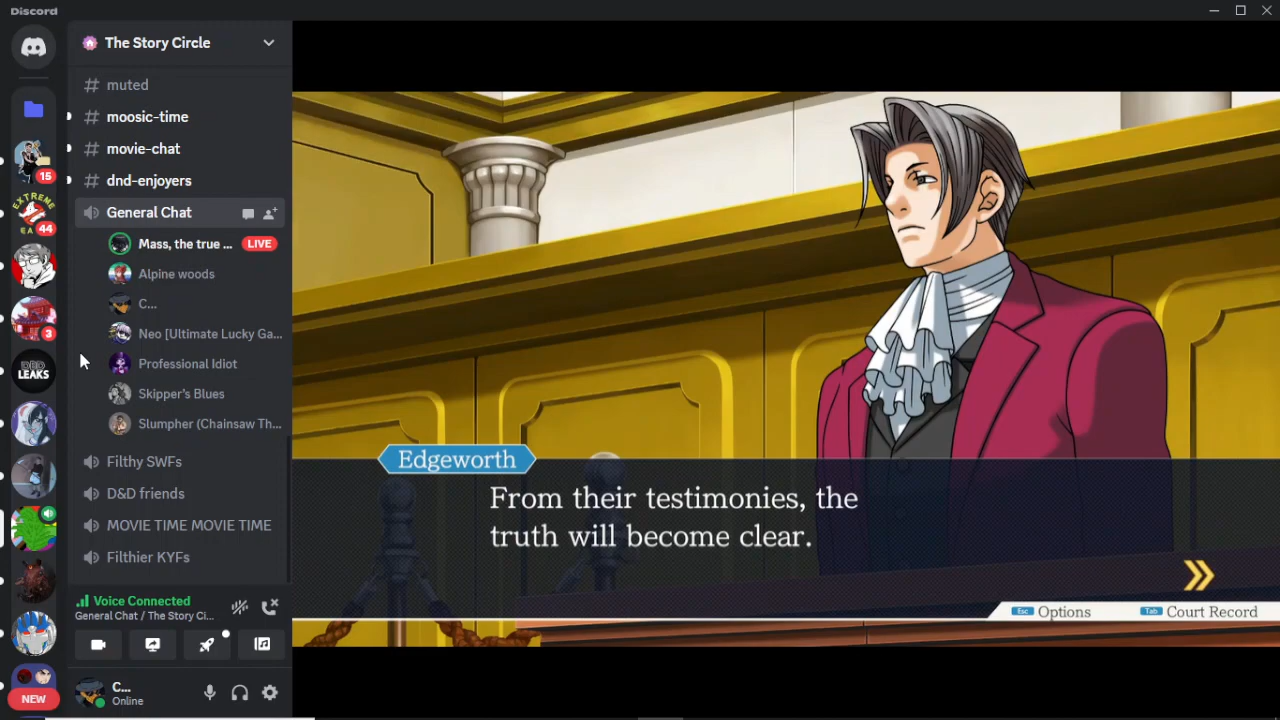 Discord
The Story Circle
muted
moosic-time
movie-chat
dnd-enjoyers
General Chat
Mass, the true ... LIVE
Alpine woods
C...
Neo [Ultimate Lucky Ga...
Professional Idiot
Skipper's Blues
Slumpher (Chainsaw Th...
Filthy SWFs
D&D friends
MOVIE TIME MOVIE TIME
Filthier KYFs
Voice Connected
General Chat / The Story Ci...
C...
Online
15
EXTREME
44
3
LEAKS
NEW
Edgeworth
From their testimonies, the
truth will become clear.
Esc Options Tab Court Record